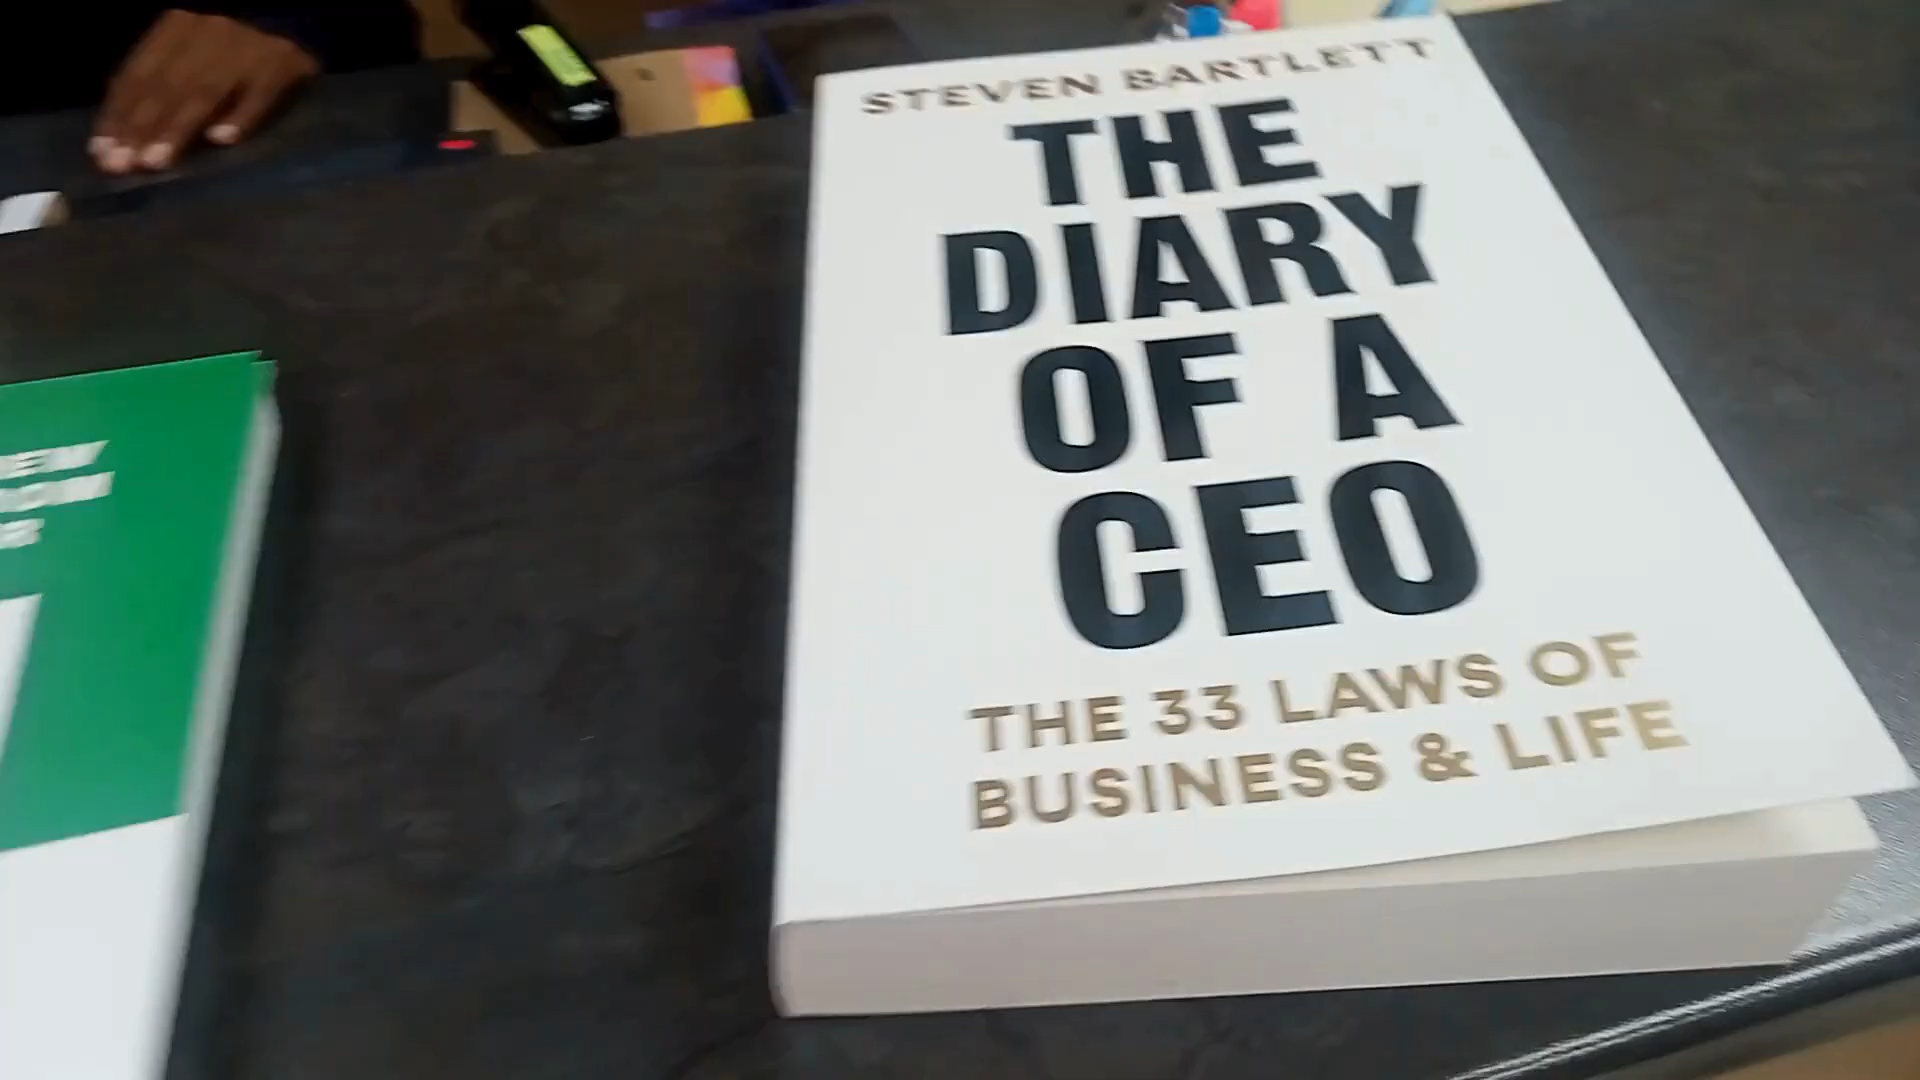 STEVEN BARTLETT
THE
DIARY
OF A
CEO
THE 33 LAWS OF
BUSINESS & LIFE